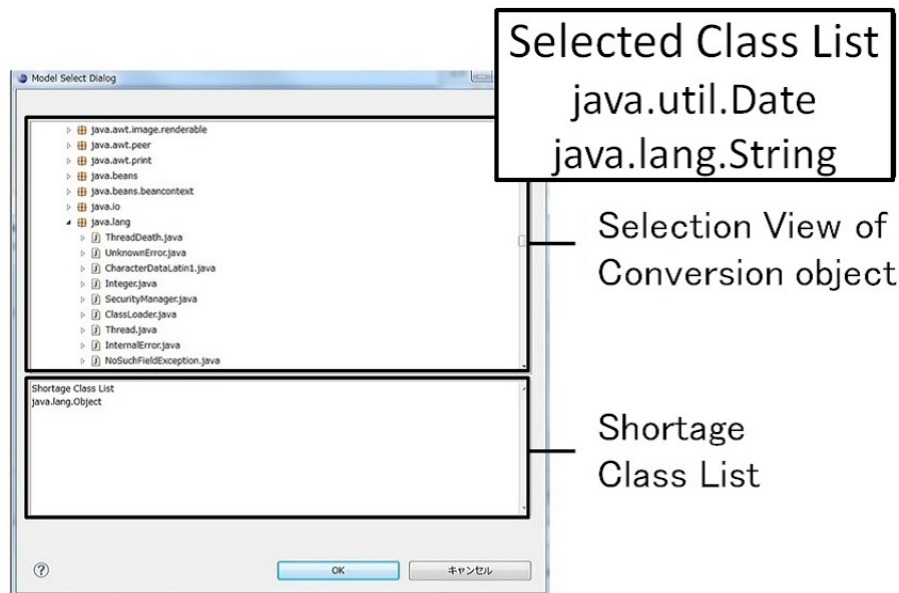 Selected Class List
java.util.Date
java.lang.String
Model Select Dialog
java.awt.image.renderable
java.awt.peer
java.awt.print
java.beans
java.beans.beancontext
java.io
java.lang
ThreadDeath.java
UnknownError.java
CharacterDataLatin1.java
Integer.java
SecurityManager.java
ClassLoader.java
Thread.java
InternalError.java
NoSuchFieldException.java
Selection View of
Conversion object
Shortage Class List
java.lang.Object
Shortage
Class List
OK
キャンセル